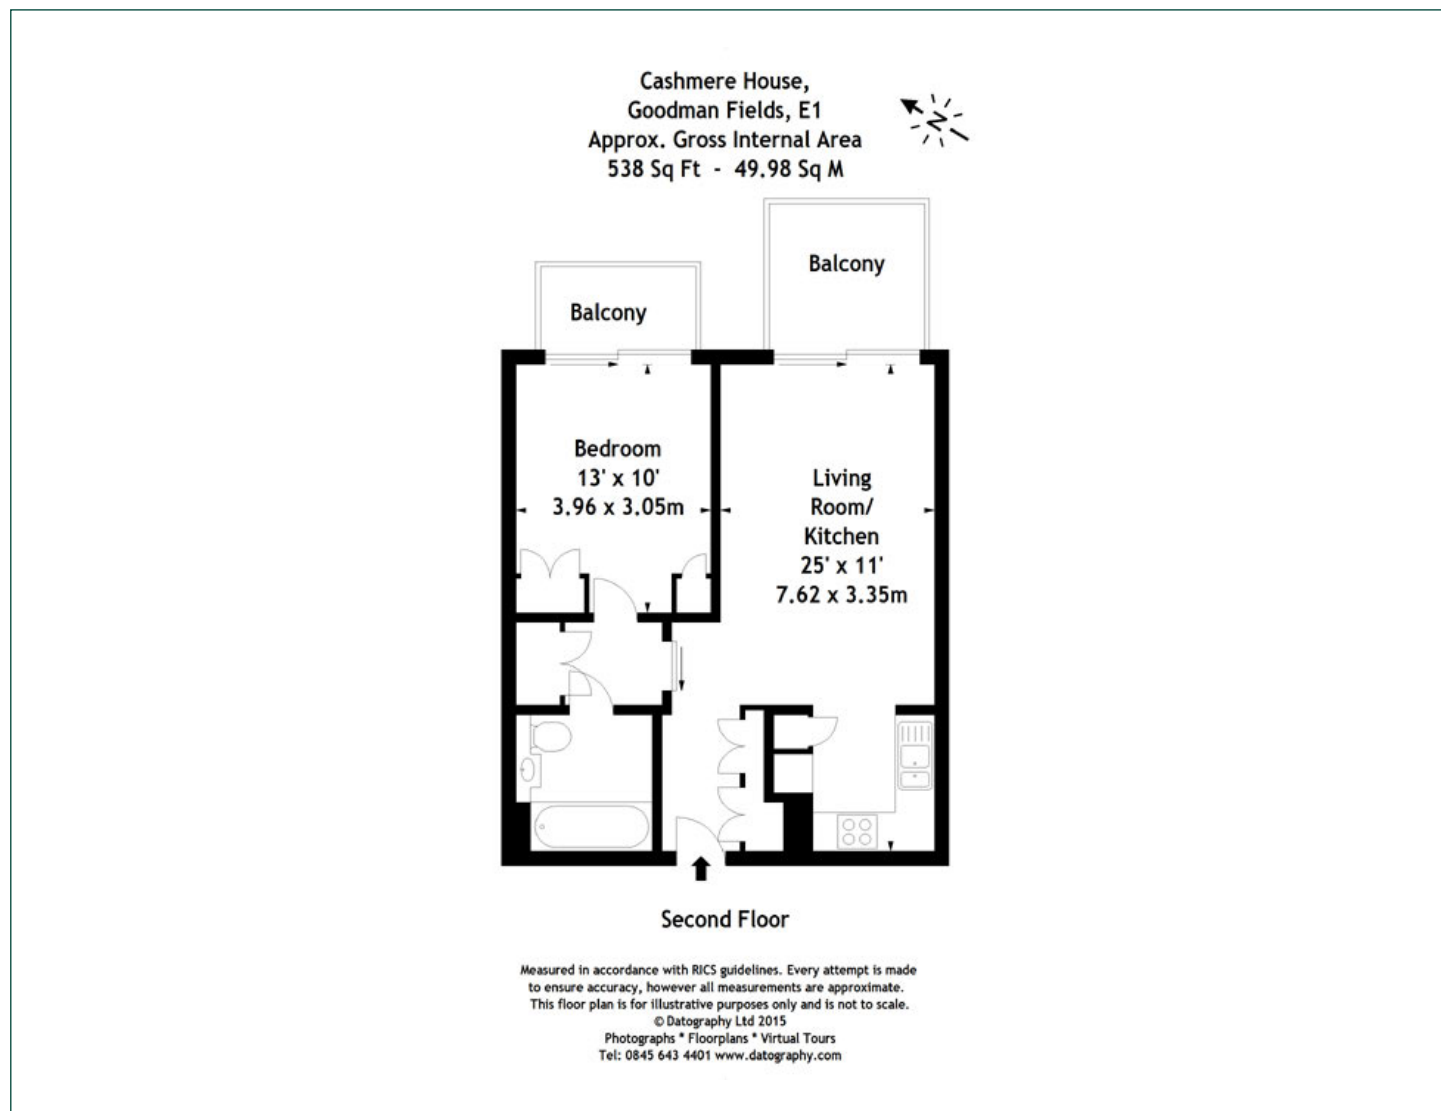 Cashmere House,
Goodman Fields, E1
Approx. Gross Internal Area
538 Sq Ft - 49.98 Sq M
N
Balcony
Balcony
Bedroom
13' x 10'
3.96 x 3.05m
Living
Room/
Kitchen
25' x 11'
7.62 x 3.35m
Second Floor
Measured in accordance with RICS guidelines. Every attempt is made
to ensure accuracy, however all measurements are approximate.
This floor plan is for illustrative purposes only and is not to scale.
© Datography Ltd 2015
Photographs * Floorplans * Virtual Tours
Tel: 0845 643 4401 www.datography.com